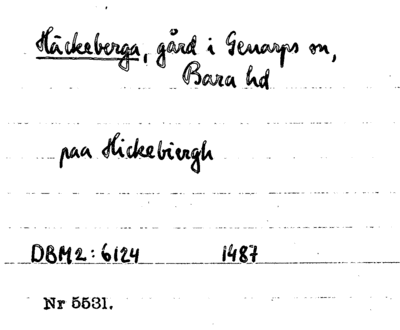 Häckeberga, gård i Genarps sn,
Bara hd
paa Hickebiergh
DBM2:6124 1487
Nr 5531.